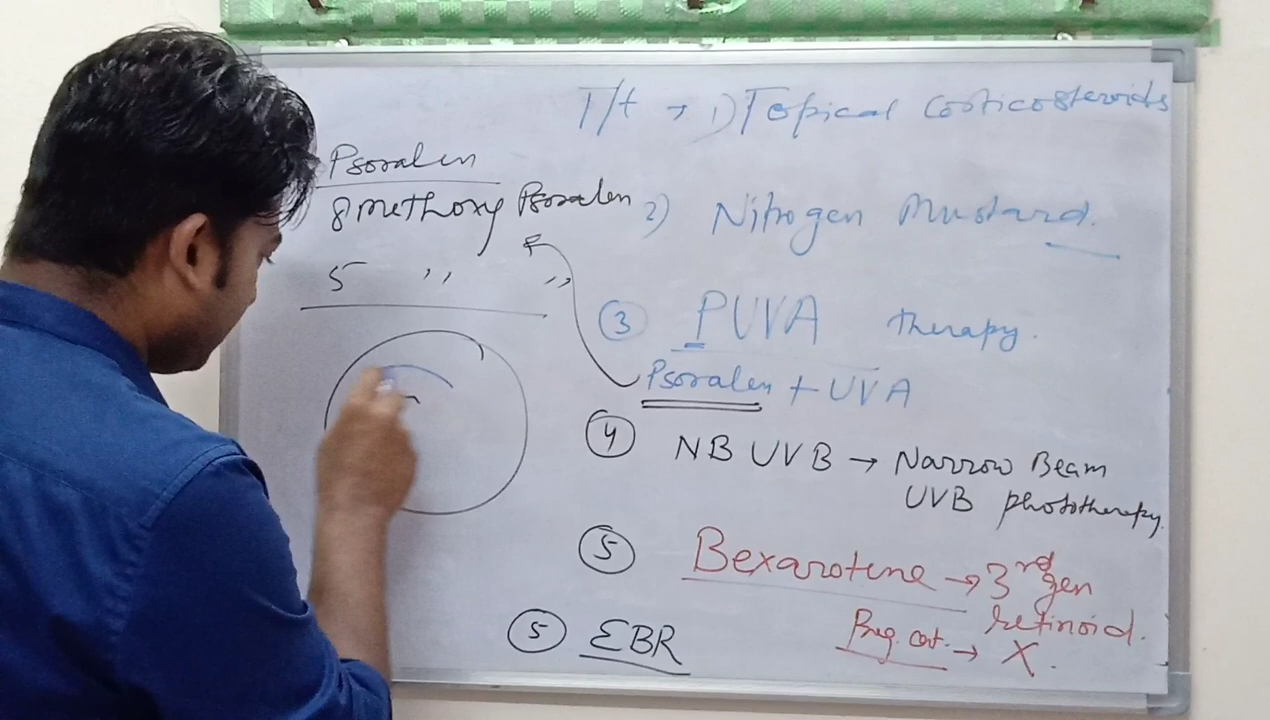 T/t → 1) Topical Corticosteroids
Psoralen
8 methoxy Psoralen
5 ,, ,,
2) Nitrogen Mustard.
③ PUVA therapy.
Psoralen + UVA
④ NB UVB → Narrow Beam
UVB phototherapy.
⑤ Bexarotene → 3rd gen
retinoid.
Preg. cat. → X.
⑤ EBR